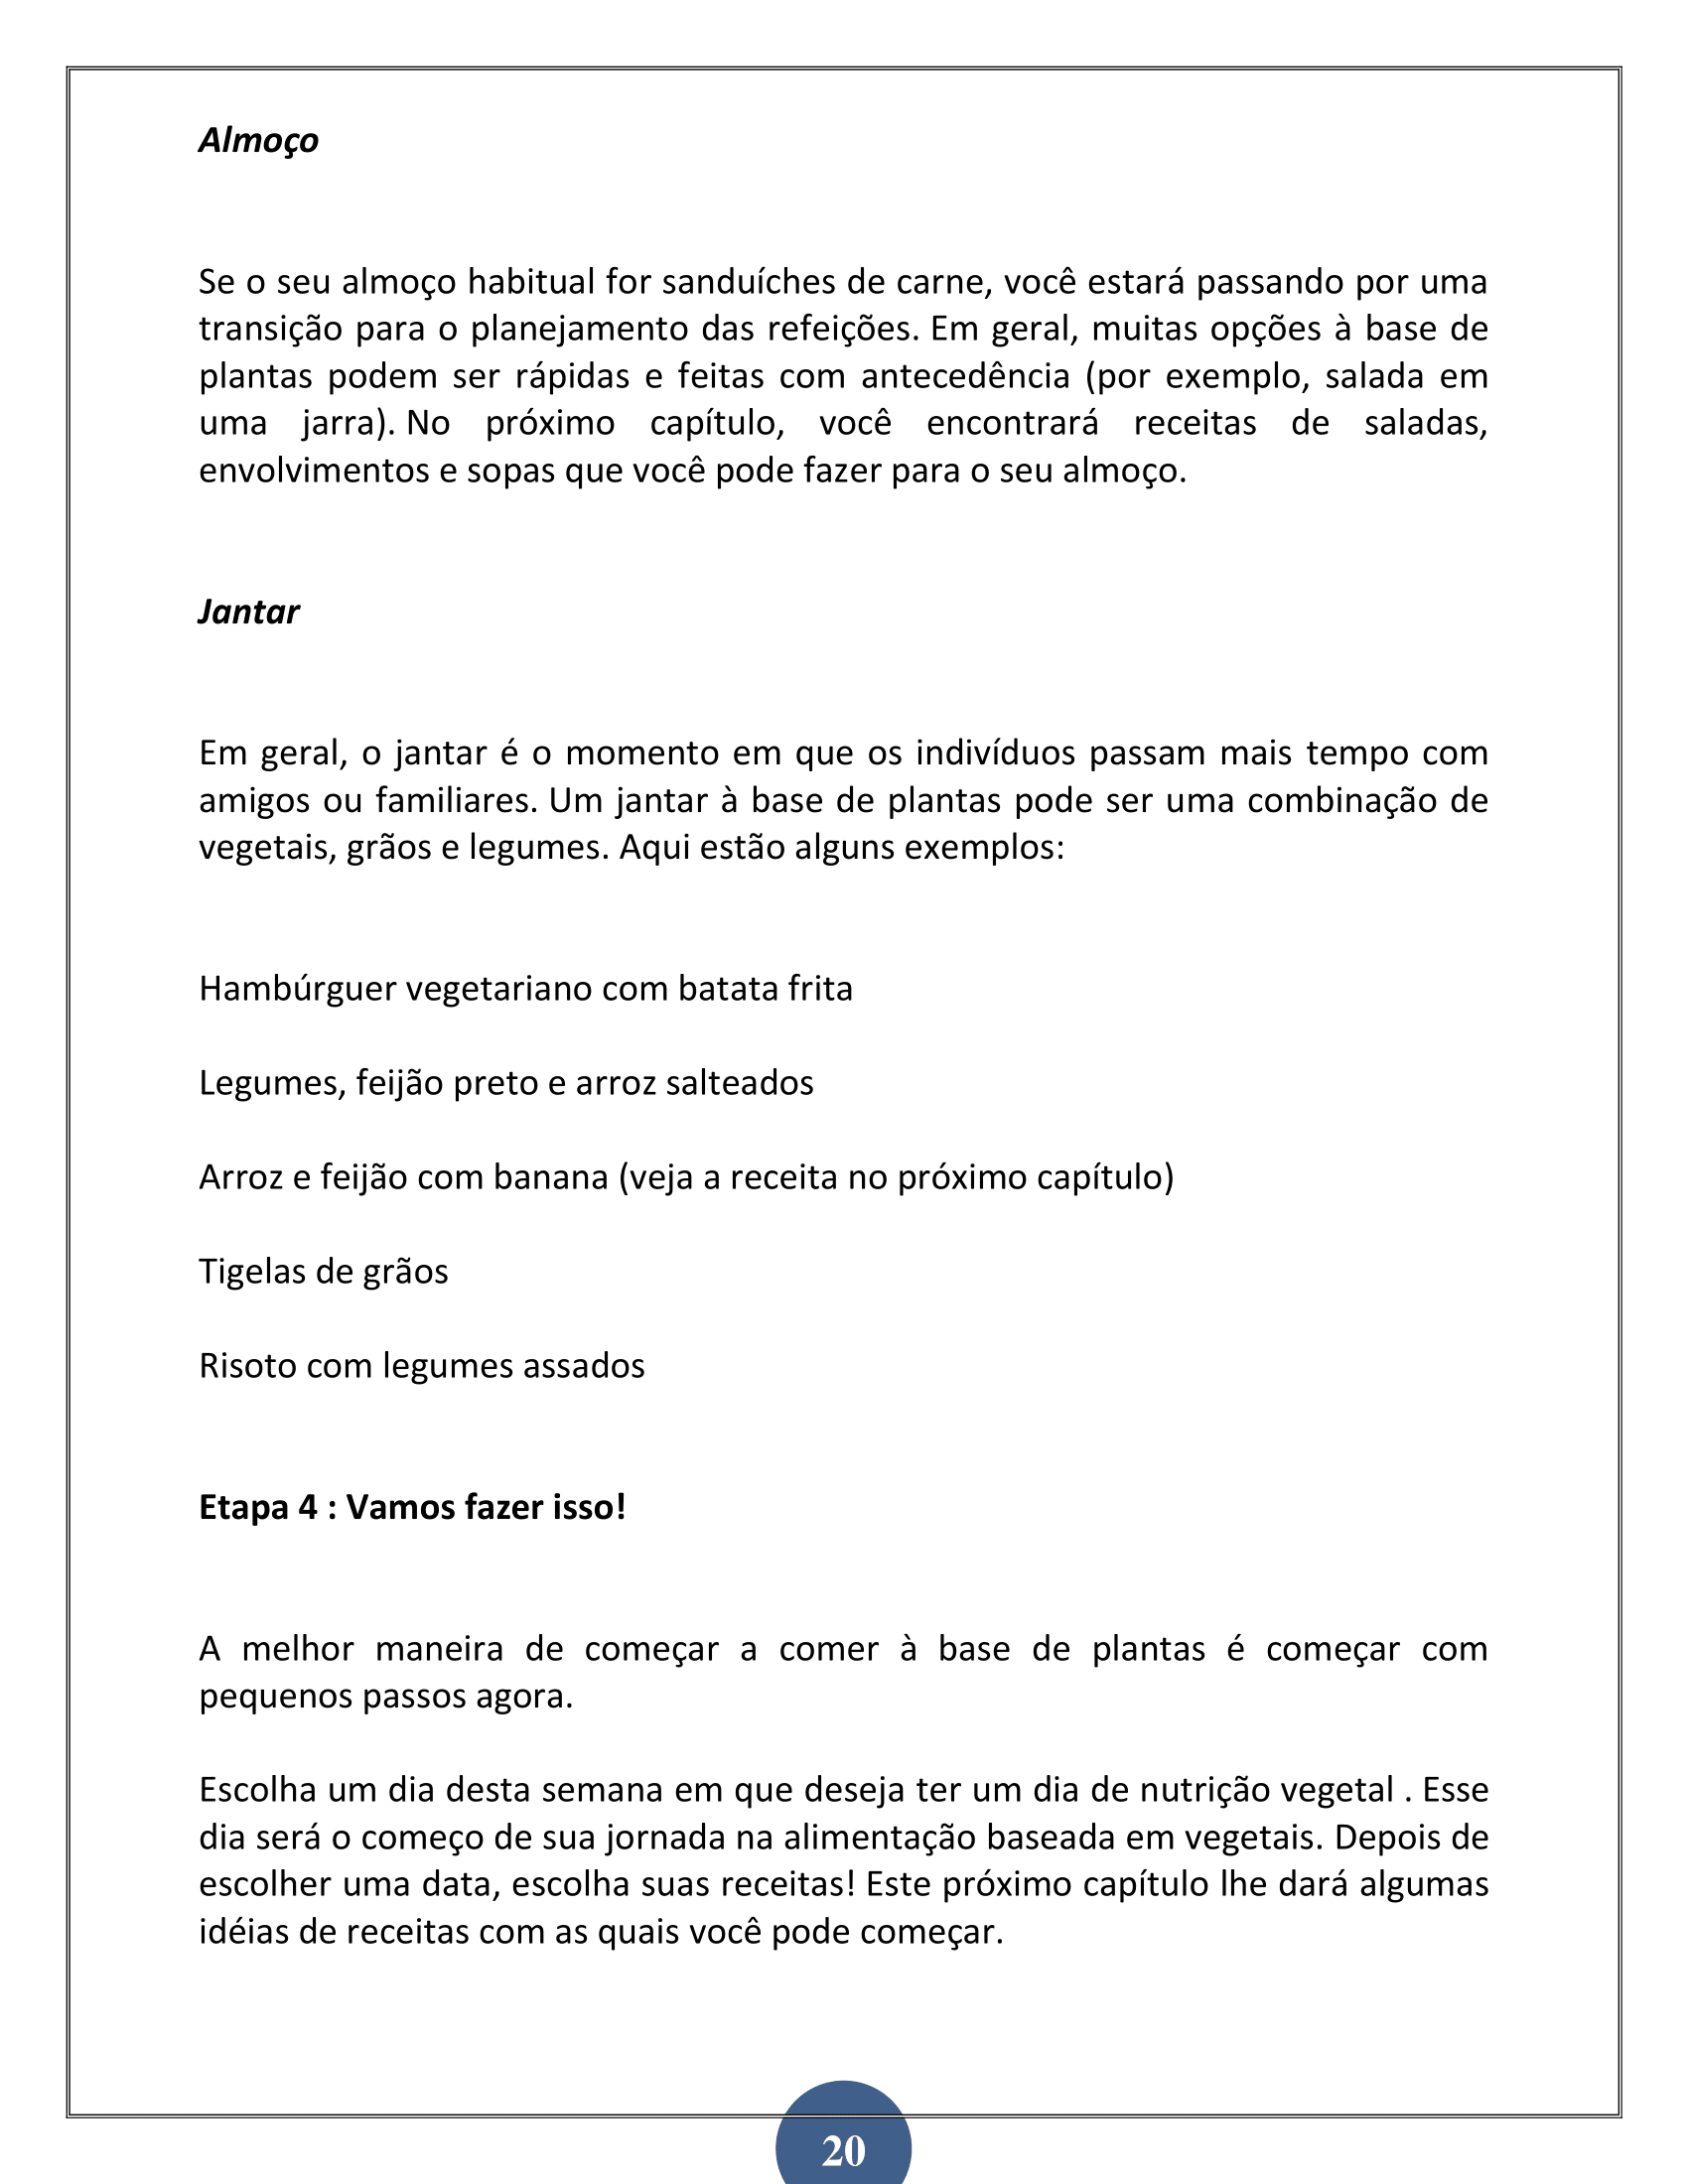 Almoço
Se o seu almoço habitual for sanduíches de carne, você estará passando por uma
transição para o planejamento das refeições. Em geral, muitas opções à base de
plantas podem ser rápidas e feitas com antecedência (por exemplo, salada em
uma jarra). No próximo capítulo, você encontrará receitas de saladas,
envolvimentos e sopas que você pode fazer para o seu almoço.
Jantar
Em geral, o jantar é o momento em que os indivíduos passam mais tempo com
amigos ou familiares. Um jantar à base de plantas pode ser uma combinação de
vegetais, grãos e legumes. Aqui estão alguns exemplos:
Hambúrguer vegetariano com batata frita
Legumes, feijão preto e arroz salteados
Arroz e feijão com banana (veja a receita no próximo capítulo)
Tigelas de grãos
Risoto com legumes assados
Etapa 4 : Vamos fazer isso!
A melhor maneira de começar a comer à base de plantas é começar com
pequenos passos agora.
Escolha um dia desta semana em que deseja ter um dia de nutrição vegetal . Esse
dia será o começo de sua jornada na alimentação baseada em vegetais. Depois de
escolher uma data, escolha suas receitas! Este próximo capítulo lhe dará algumas
idéias de receitas com as quais você pode começar.
20